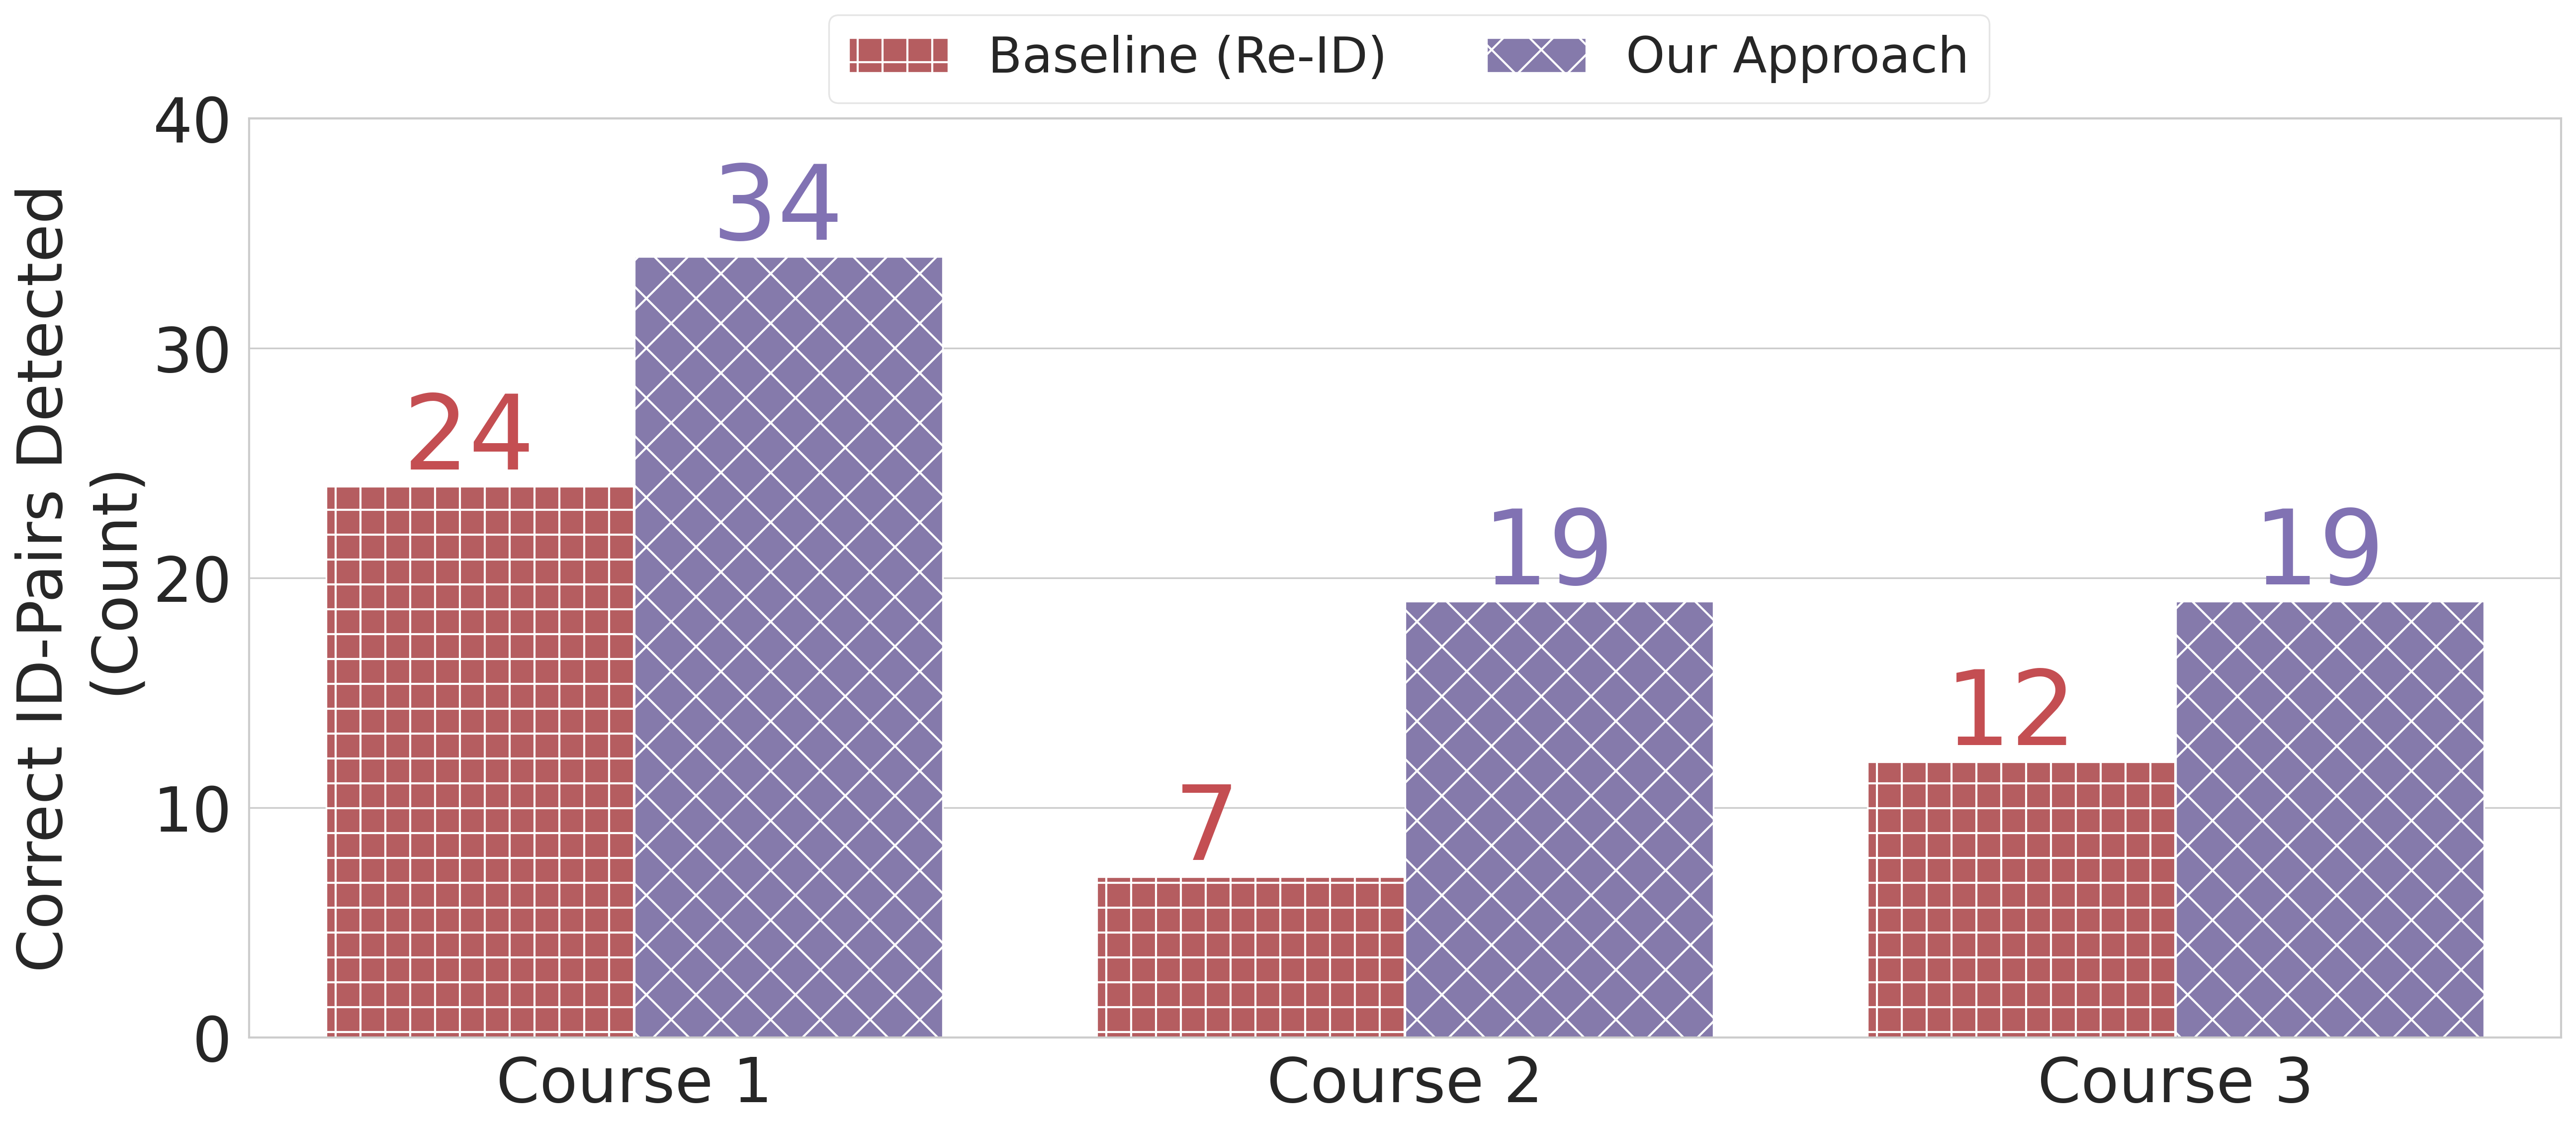 Baseline (Re-ID) Our Approach
Correct ID-Pairs Detected
(Count)
40
30
20
10
0
24
34
7
19
12
19
Course 1 Course 2 Course 3